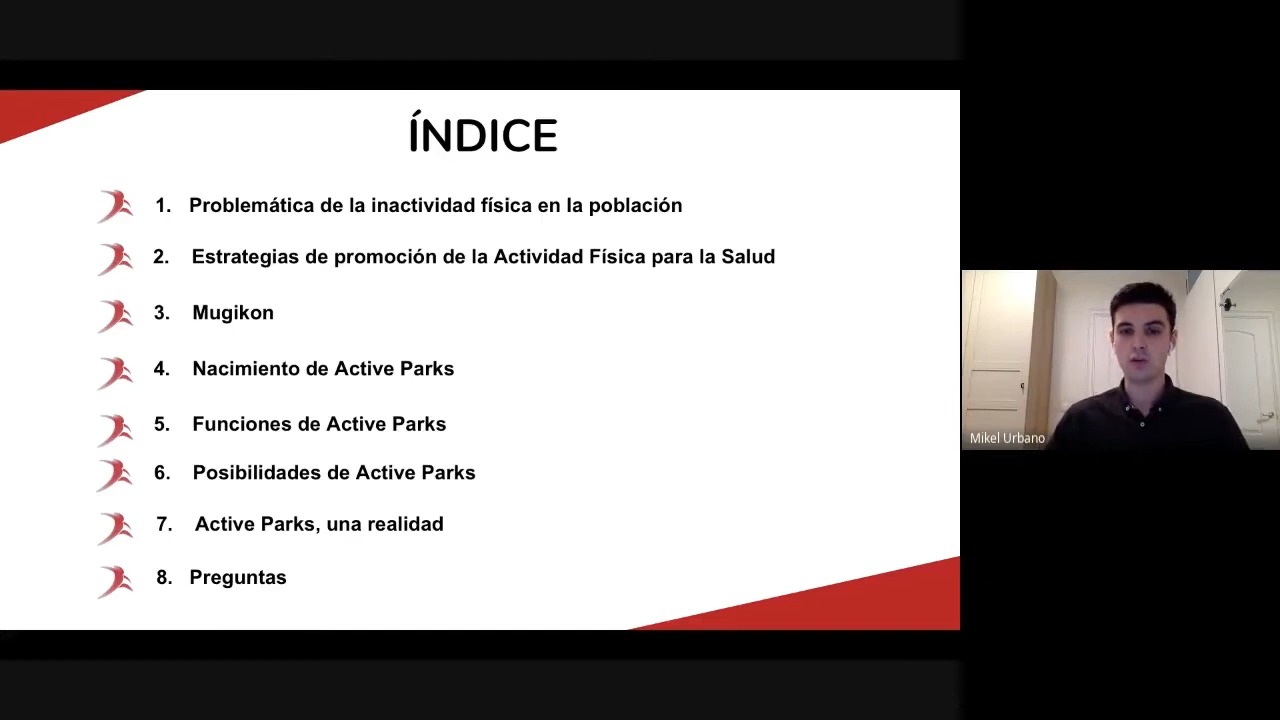 ÍNDICE
1. Problemática de la inactividad física en la población
2. Estrategias de promoción de la Actividad Física para la Salud
3. Mugikon
4. Nacimiento de Active Parks
5. Funciones de Active Parks
6. Posibilidades de Active Parks
7. Active Parks, una realidad
8. Preguntas
Mikel Urbano